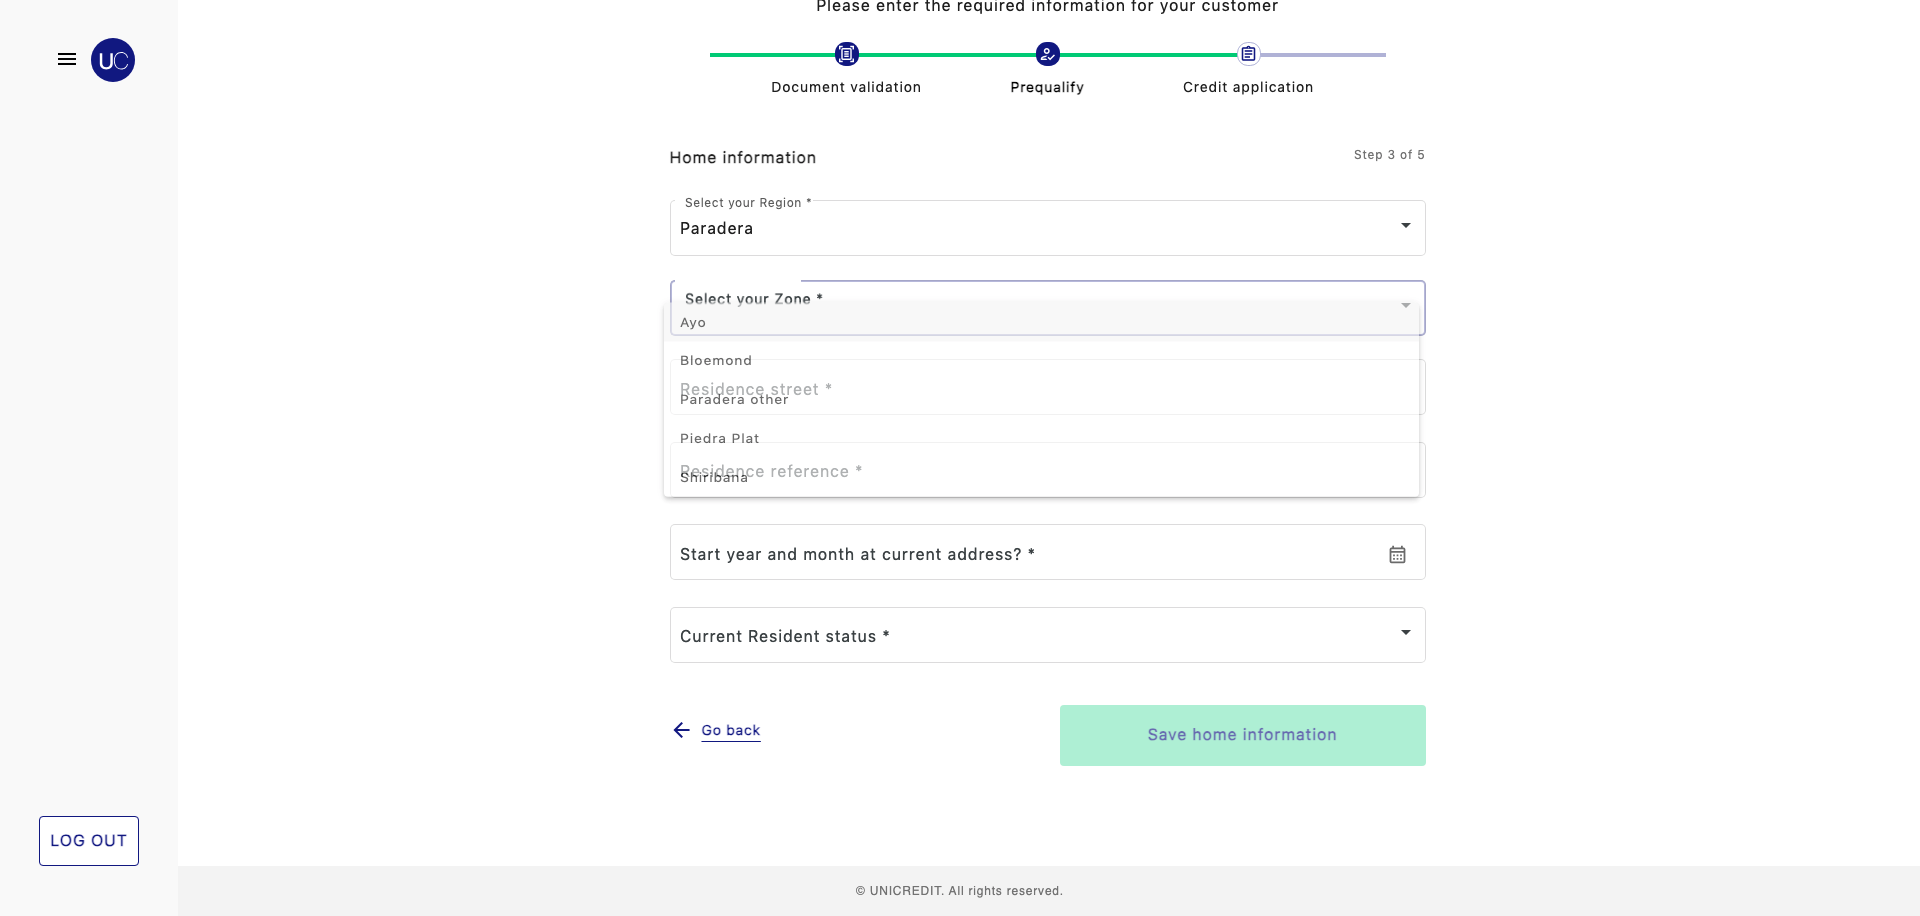 Please enter the required information for your customer
UC
Document validation
Prequalify
Credit application
Home information
Step 3 of 5
Select your Region *
Paradera
Select your Zone *
Ayo
Bloemond
Residence street *
Paradera other
Piedra Plat
Residence reference *
Shiribana
Start year and month at current address? *
Current Resident status *
Go back
Save home information
LOG OUT
© UNICREDIT. All rights reserved.